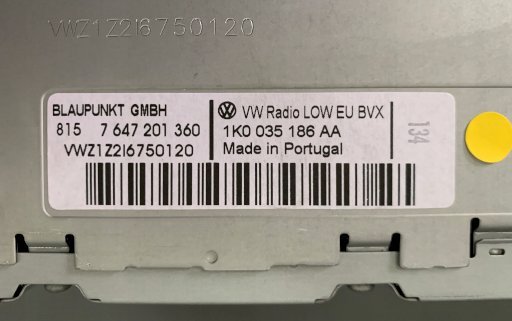 VWZ1Z2I6750120
BLAUPUNKT GMBH
815 7 647 201 360
VWZ1Z2I6750120
VW Radio LOW EU BVX
1K0 035 186 AA
Made in Portugal
134